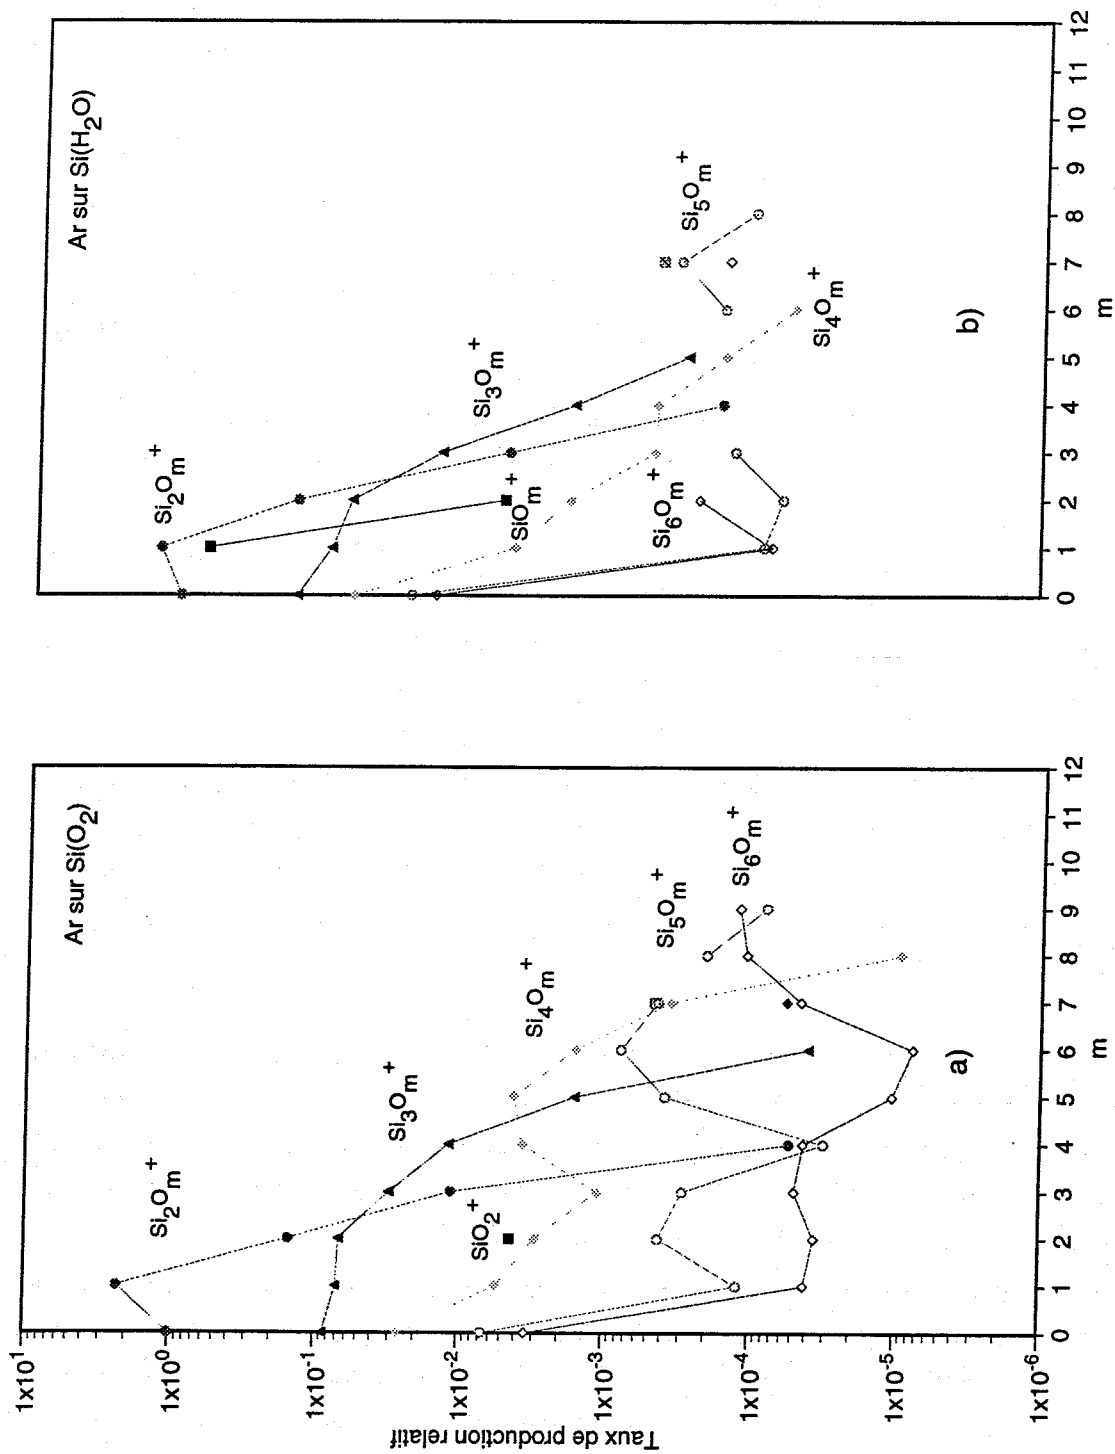 Taux de production relatif
1x10¹
1x10⁰
1x10⁻¹
1x10⁻²
1x10⁻³
1x10⁻⁴
1x10⁻⁵
1x10⁻⁶
Ar sur Si(O₂)
Si₂Oₘ⁺
Si₃Oₘ⁺
SiO₂⁺
Si₄Oₘ⁺
Si₅Oₘ⁺
Si₆Oₘ⁺
a)
0 1 2 3 4 5 6 7 8 9 10 11 12
m
Ar sur Si(H₂O)
Si₂Oₘ⁺
Si₃Oₘ⁺
SiOₘ⁺
Si₆Oₘ⁺
Si₅Oₘ⁺
Si₄Oₘ⁺
b)
0 1 2 3 4 5 6 7 8 9 10 11 12
m